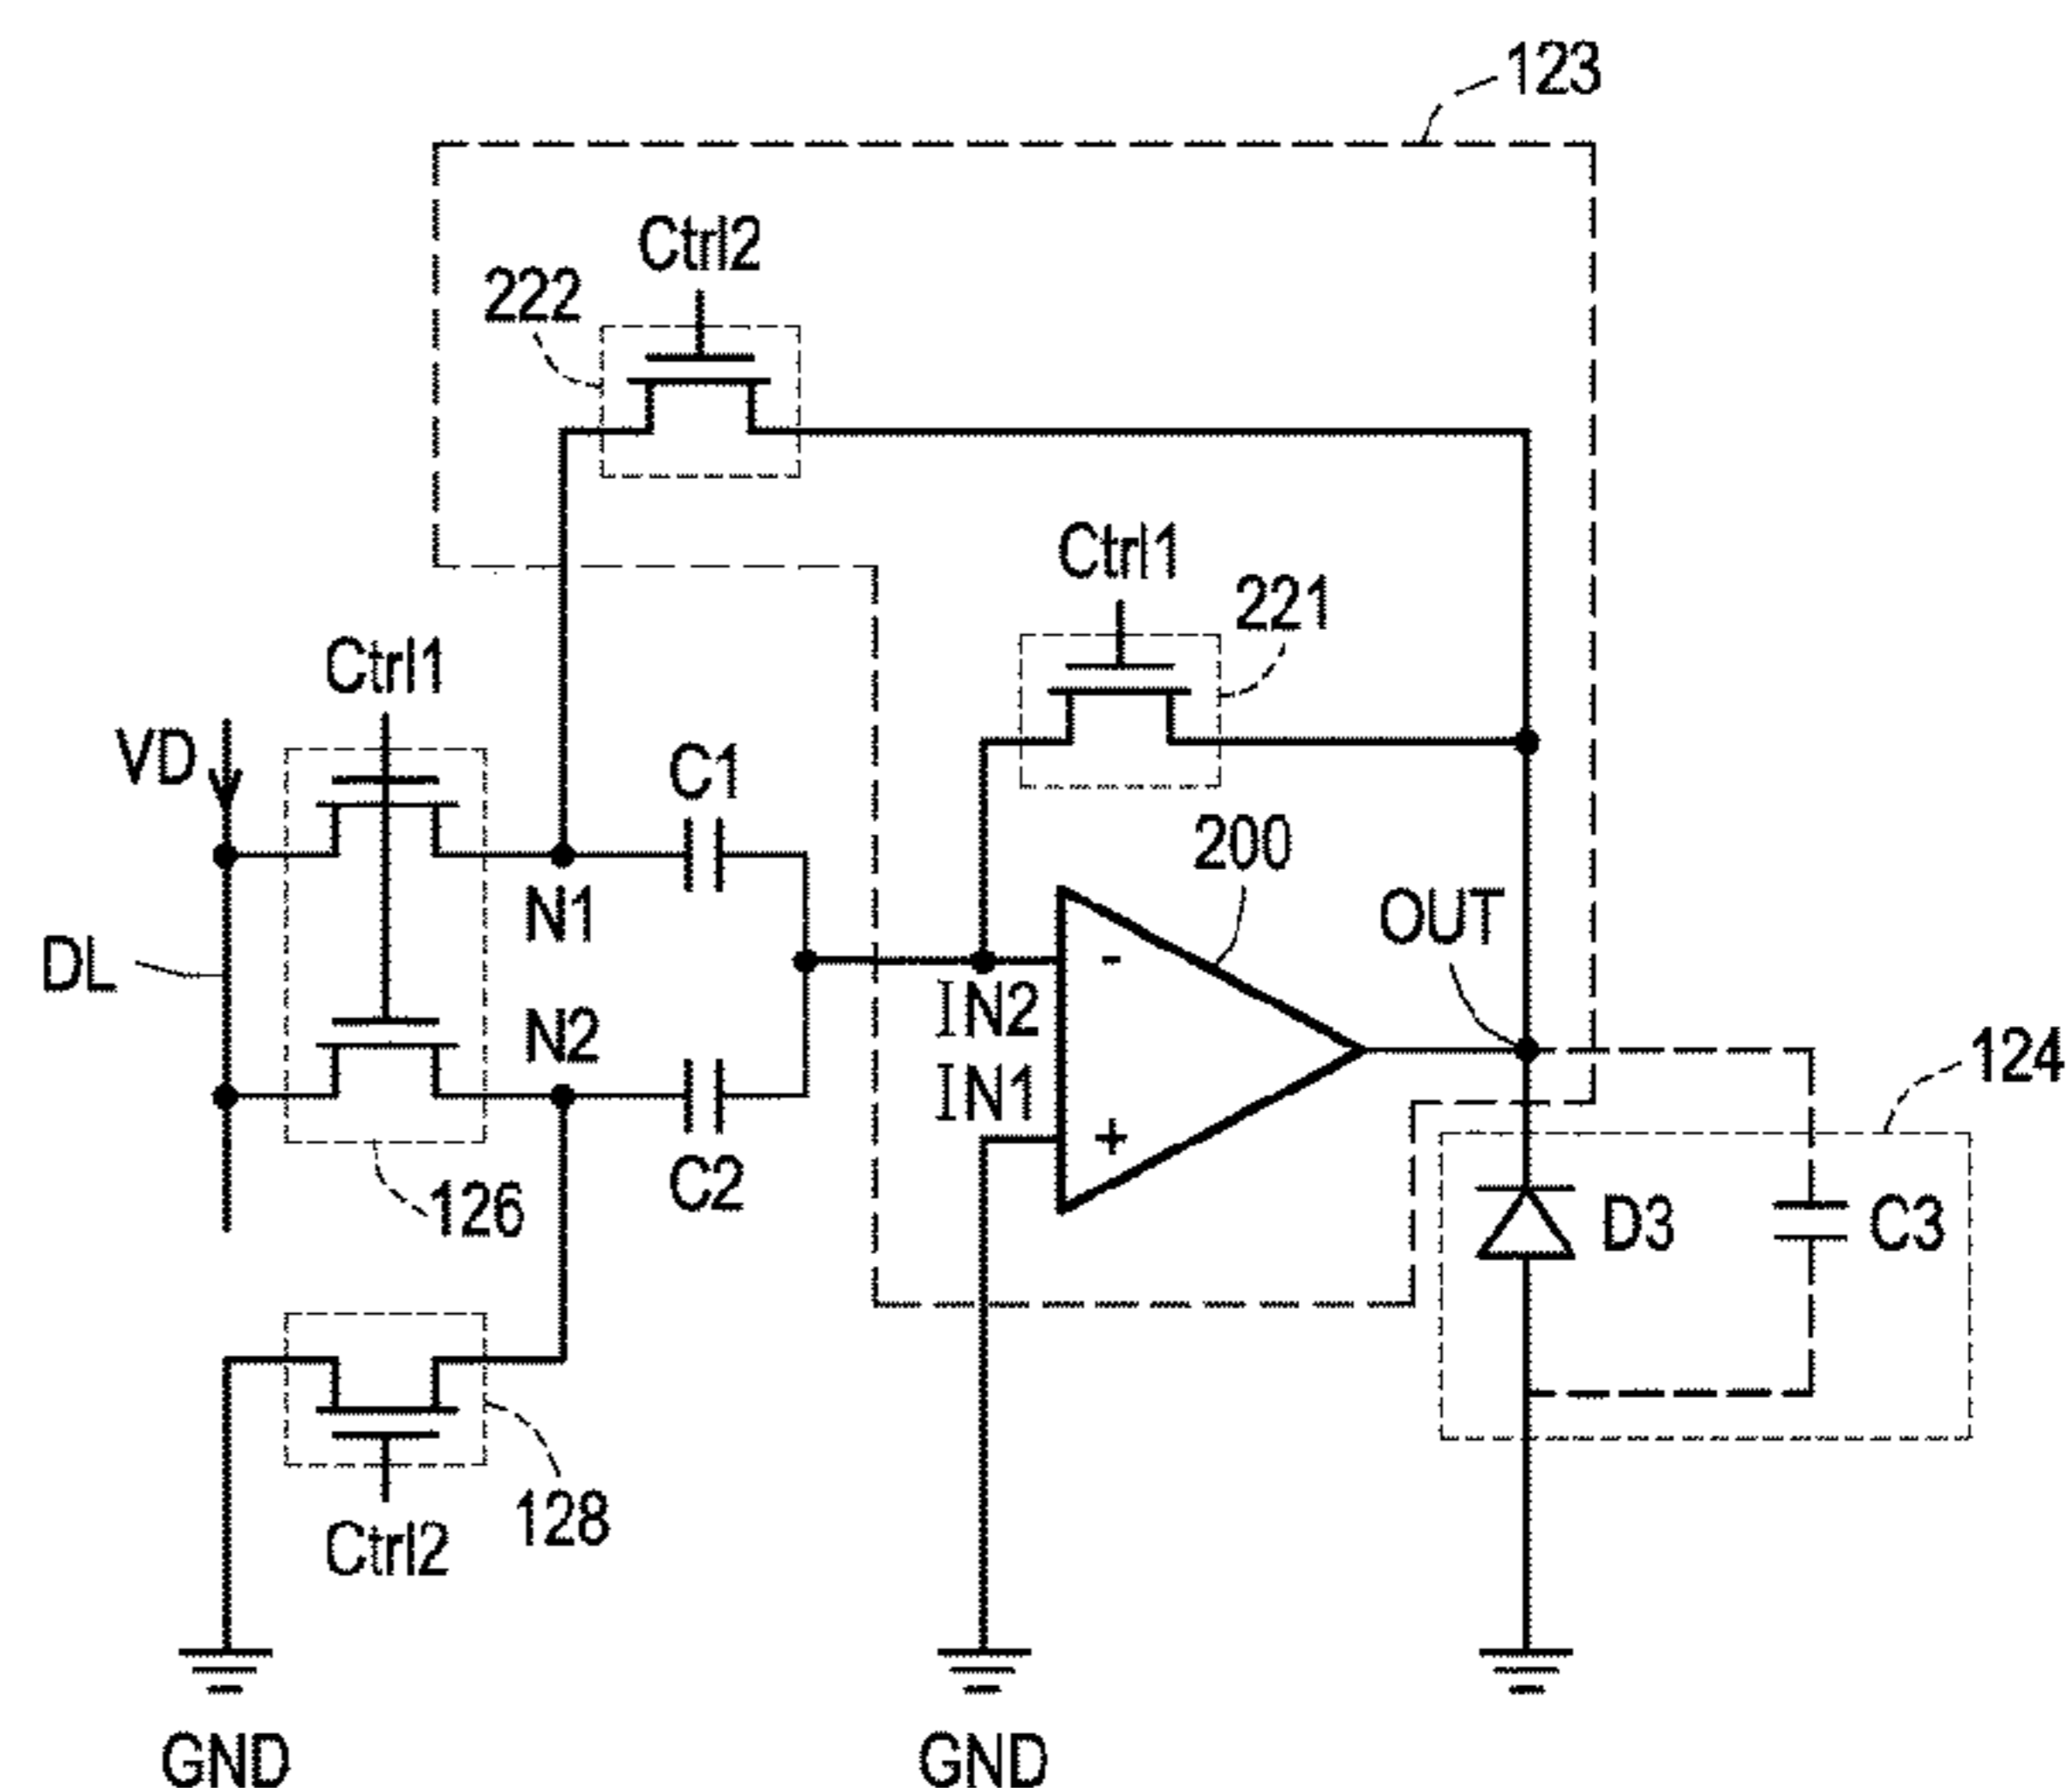 123
Ctrl2
222
Ctrl1
221
Ctrl1
VD
C1
200
N1
OUT
DL
N2
IN2
IN1
-
+
124
C2
126
D3
C3
128
Ctrl2
GND
GND